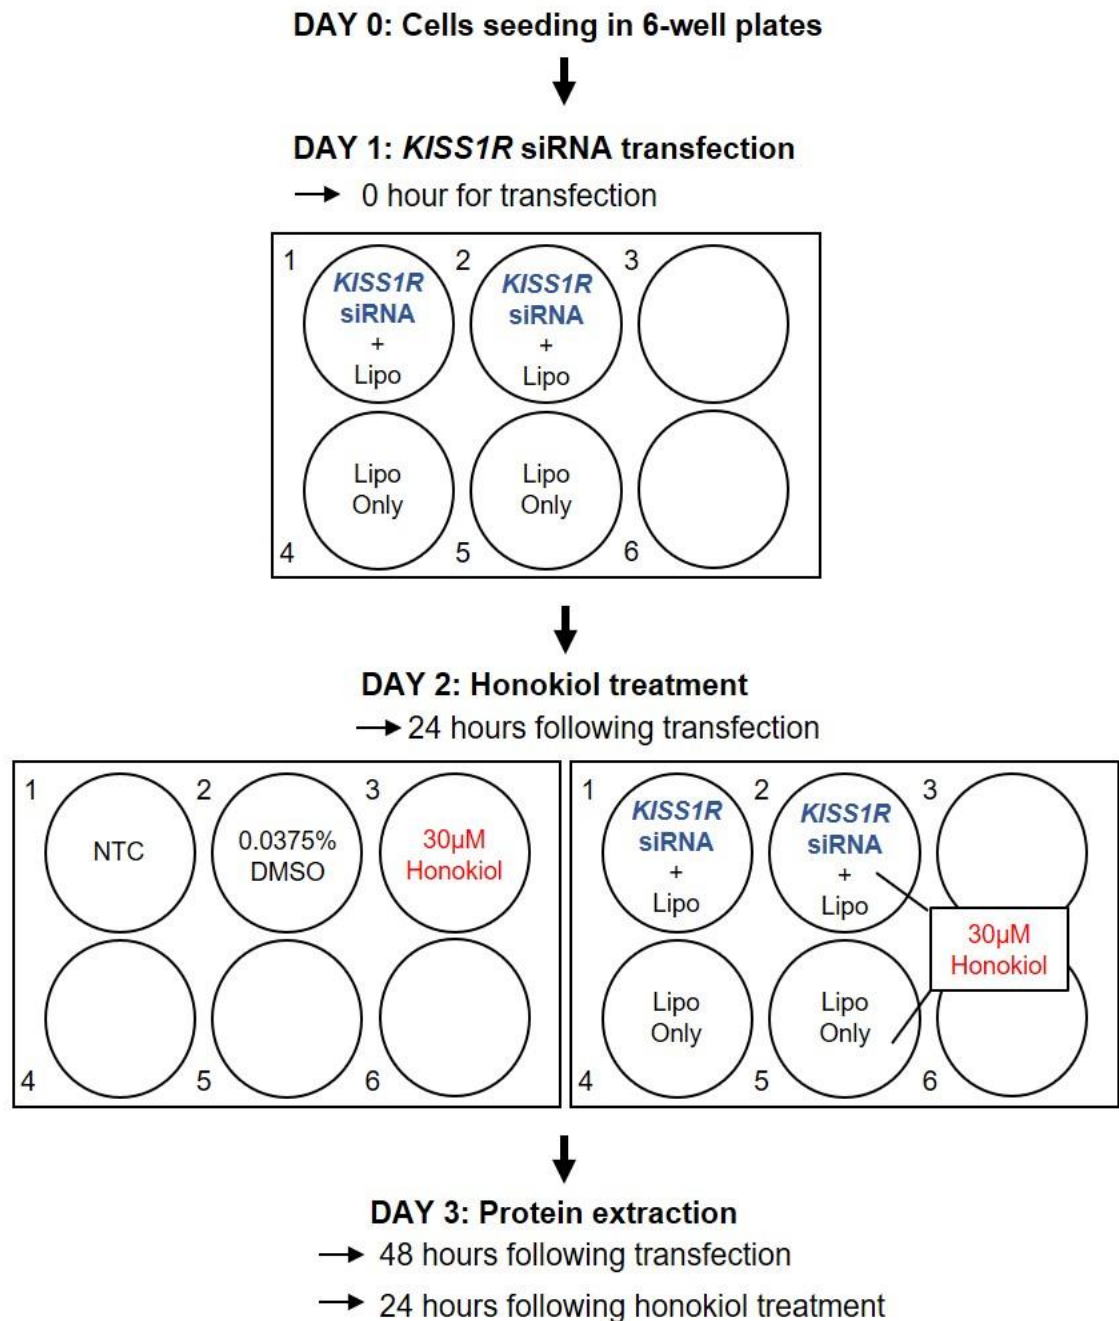 DAY 0: Cells seeding in 6-well plates
DAY 1: KISS1R siRNA transfection
→ 0 hour for transfection
1
KISS1R
siRNA
+
Lipo
2
KISS1R
siRNA
+
Lipo
3
4
Lipo
Only
5
Lipo
Only
6
DAY 2: Honokiol treatment
→ 24 hours following transfection
1
NTC
2
0.0375%
DMSO
3
30µM
Honokiol
4
5
6
1
KISS1R
siRNA
+
Lipo
2
KISS1R
siRNA
+
Lipo
3
30µM
Honokiol
4
Lipo
Only
5
Lipo
Only
6
DAY 3: Protein extraction
→ 48 hours following transfection
→ 24 hours following honokiol treatment